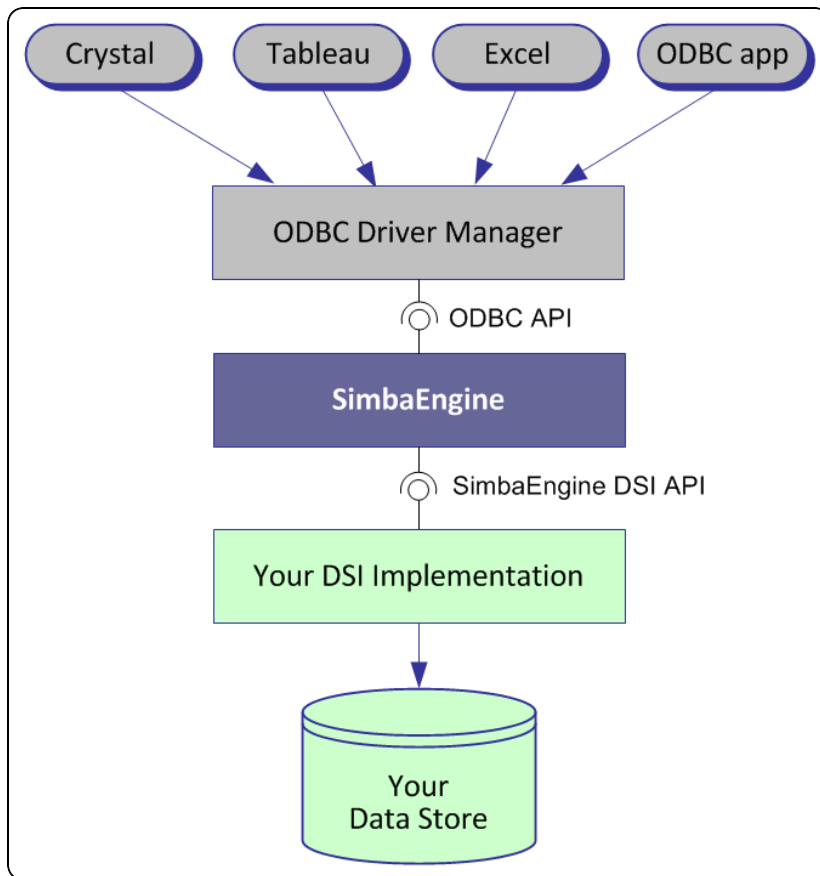 Crystal
Tableau
Excel
ODBC app
ODBC Driver Manager
ODBC API
SimbaEngine
SimbaEngine DSI API
Your DSI Implementation
Your
Data Store